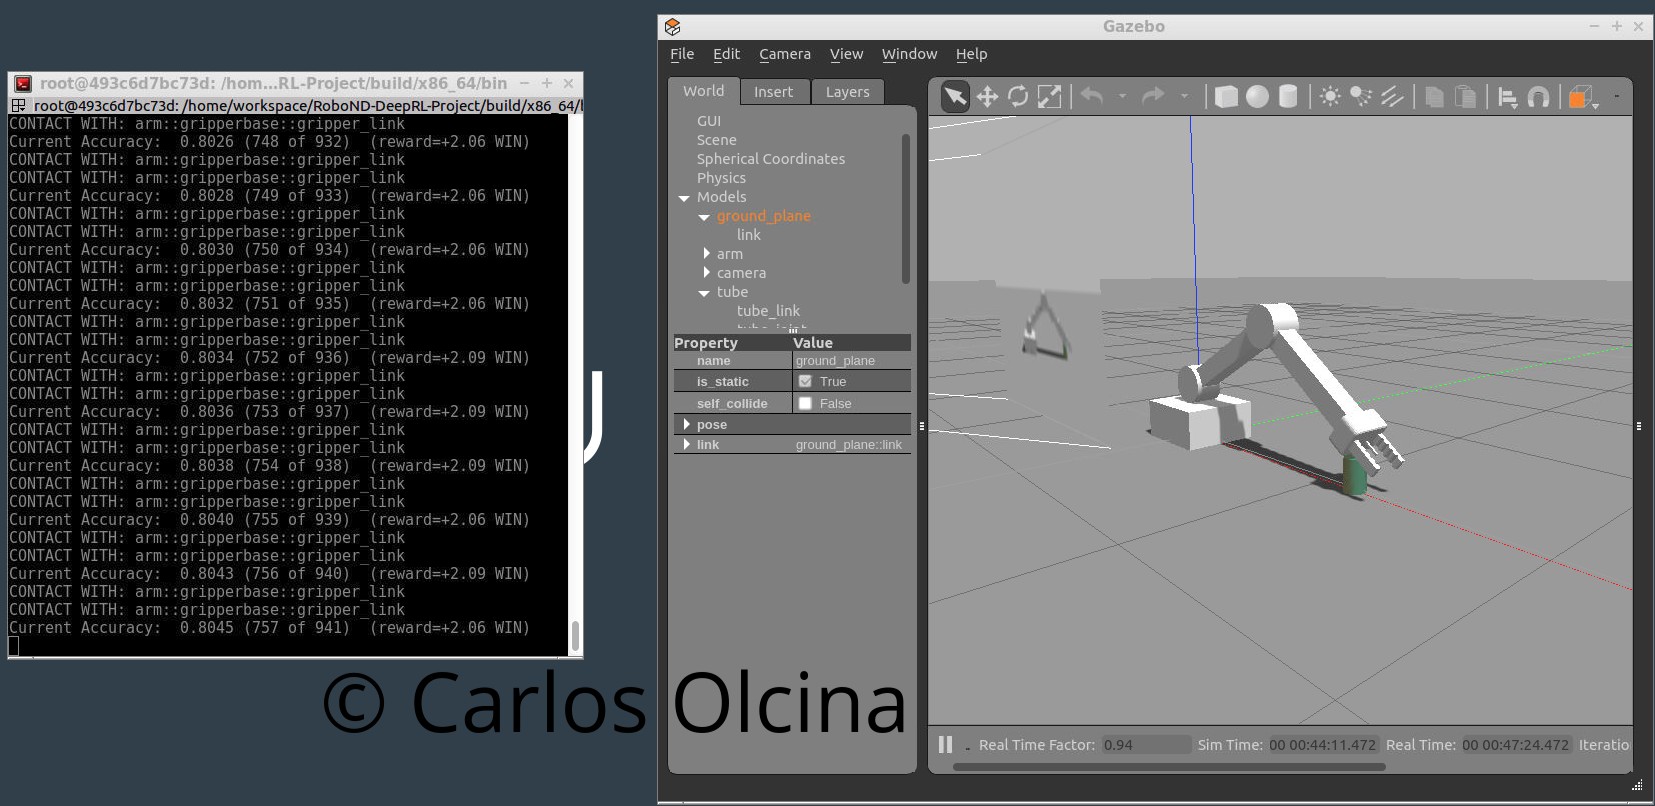 root@493c6d7bc73d: /hom...RL-Project/build/x86_64/bin
root@493c6d7bc73d: /home/workspace/RoboND-DeepRL-Project/build/x86_64/
CONTACT WITH: arm::gripperbase::gripper_link
Current Accuracy:  0.8026 (748 of 932)  (reward=+2.06 WIN)
CONTACT WITH: arm::gripperbase::gripper_link
CONTACT WITH: arm::gripperbase::gripper_link
Current Accuracy:  0.8028 (749 of 933)  (reward=+2.06 WIN)
CONTACT WITH: arm::gripperbase::gripper_link
CONTACT WITH: arm::gripperbase::gripper_link
Current Accuracy:  0.8030 (750 of 934)  (reward=+2.06 WIN)
CONTACT WITH: arm::gripperbase::gripper_link
CONTACT WITH: arm::gripperbase::gripper_link
Current Accuracy:  0.8032 (751 of 935)  (reward=+2.06 WIN)
CONTACT WITH: arm::gripperbase::gripper_link
CONTACT WITH: arm::gripperbase::gripper_link
Current Accuracy:  0.8034 (752 of 936)  (reward=+2.09 WIN)
CONTACT WITH: arm::gripperbase::gripper_link
CONTACT WITH: arm::gripperbase::gripper_link
Current Accuracy:  0.8036 (753 of 937)  (reward=+2.09 WIN)
CONTACT WITH: arm::gripperbase::gripper_link
CONTACT WITH: arm::gripperbase::gripper_link
Current Accuracy:  0.8038 (754 of 938)  (reward=+2.09 WIN)
CONTACT WITH: arm::gripperbase::gripper_link
CONTACT WITH: arm::gripperbase::gripper_link
Current Accuracy:  0.8040 (755 of 939)  (reward=+2.06 WIN)
CONTACT WITH: arm::gripperbase::gripper_link
CONTACT WITH: arm::gripperbase::gripper_link
Current Accuracy:  0.8043 (756 of 940)  (reward=+2.09 WIN)
CONTACT WITH: arm::gripperbase::gripper_link
CONTACT WITH: arm::gripperbase::gripper_link
Current Accuracy:  0.8045 (757 of 941)  (reward=+2.06 WIN)
Gazebo
File Edit Camera View Window Help
World Insert Layers
GUI
Scene
Spherical Coordinates
Physics
Models
ground_plane
link
arm
camera
tube
tube_link
Property Value
name ground_plane
is_static True
self_collide False
pose
link ground_plane::link
Real Time Factor: 0.94 Sim Time: 00 00:44:11.472 Real Time: 00 00:47:24.472 Iteratio
© Carlos Olcina